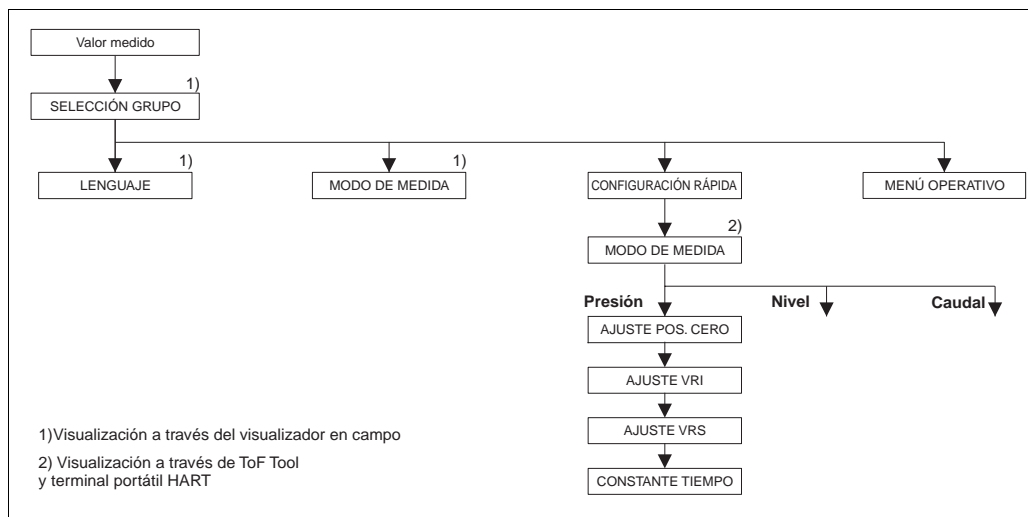 Valor medido
1)
SELECCIÓN GRUPO
1)
1)
LENGUAJE
MODO DE MEDIDA
CONFIGURACIÓN RÁPIDA
MENÚ OPERATIVO
2)
MODO DE MEDIDA
Presión
Nivel
Caudal
AJUSTE POS. CERO
AJUSTE VRI
AJUSTE VRS
CONSTANTE TIEMPO
1)Visualización a través del visualizador en campo
2) Visualización a través de ToF Tool
y terminal portátil HART